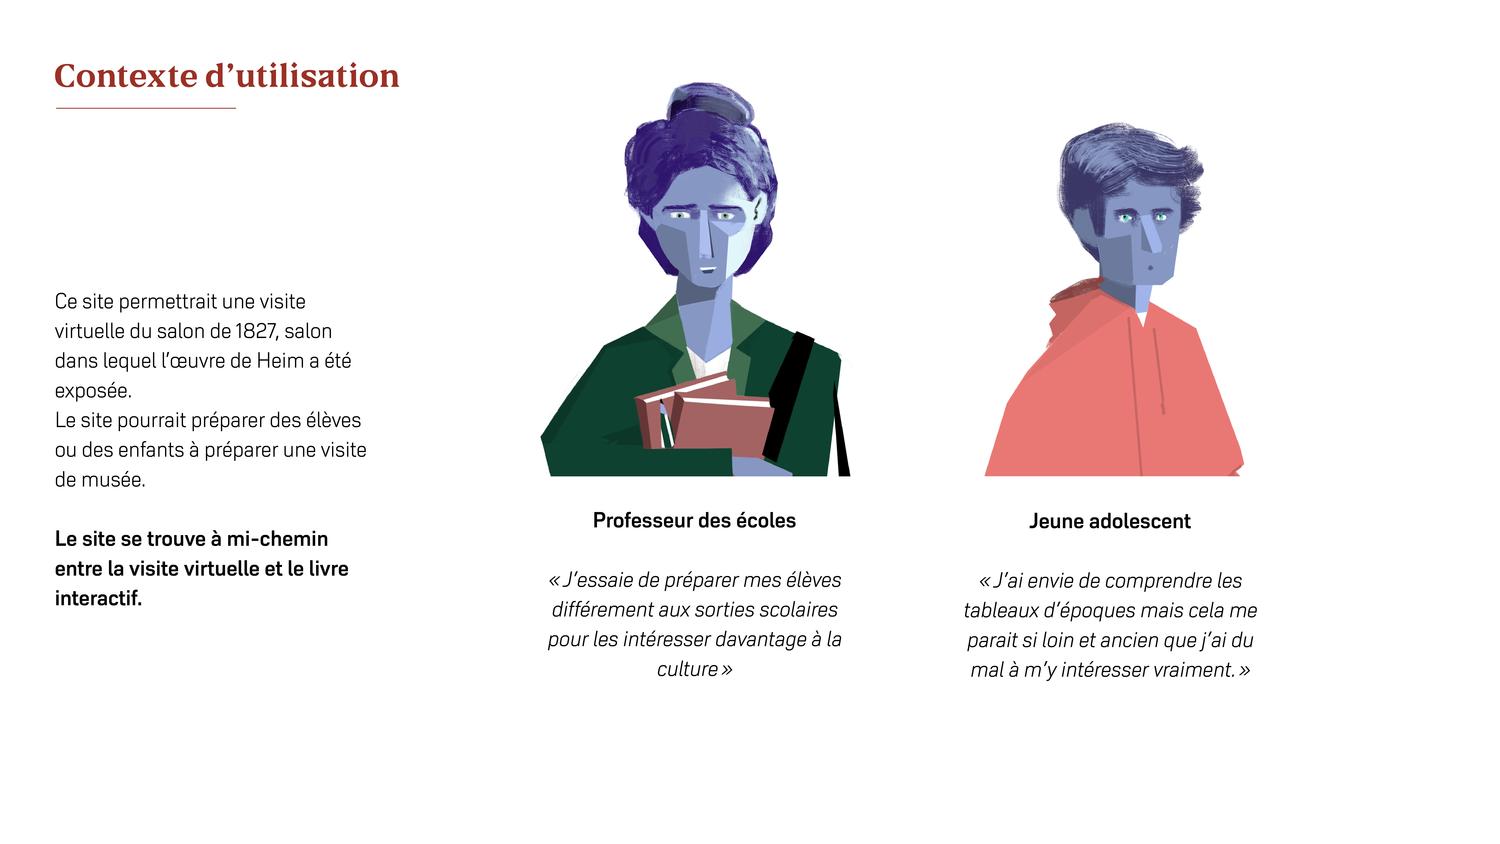 Contexte d’utilisation
Ce site permettrait une visite
virtuelle du salon de 1827, salon
dans lequel l’œuvre de Heim a été
exposée.
Le site pourrait préparer des élèves
ou des enfants à préparer une visite
de musée.
Le site se trouve à mi-chemin
entre la visite virtuelle et le livre
interactif.
Professeur des écoles
« J’essaie de préparer mes élèves
différement aux sorties scolaires
pour les intéresser davantage à la
culture »
Jeune adolescent
« J’ai envie de comprendre les
tableaux d’époques mais cela me
parait si loin et ancien que j’ai du
mal à m’y intéresser vraiment. »